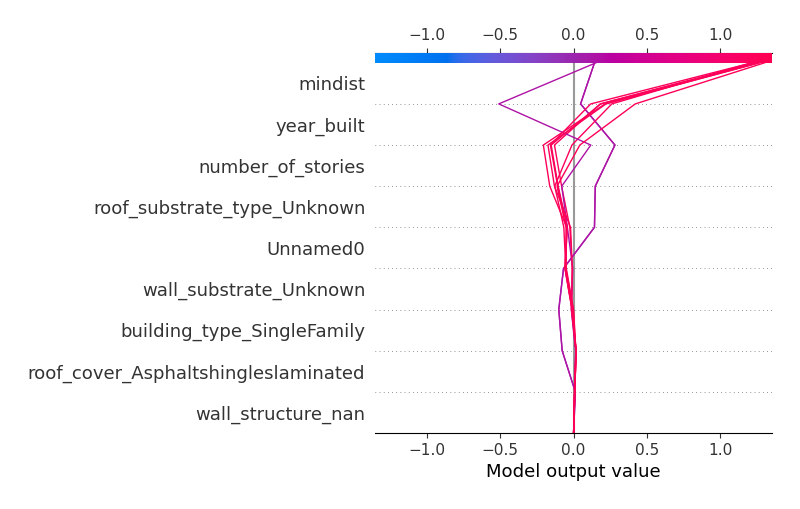 −1.0 −0.5 0.0 0.5 1.0
mindist
year_built
number_of_stories
roof_substrate_type_Unknown
Unnamed0
wall_substrate_Unknown
building_type_SingleFamily
roof_cover_Asphaltshingleslaminated
wall_structure_nan
−1.0 −0.5 0.0 0.5 1.0
Model output value